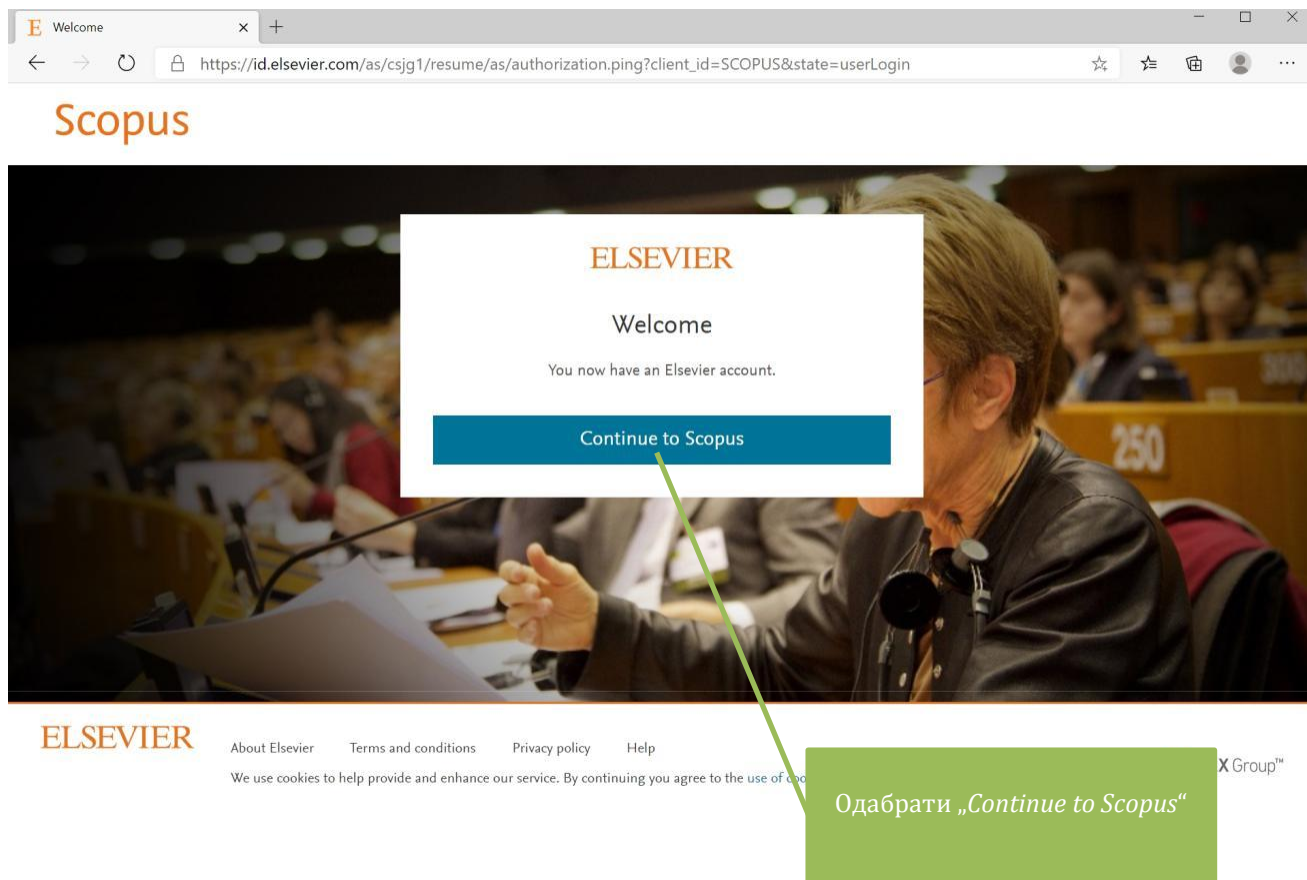 E Welcome
https://id.elsevier.com/as/csjg1/resume/as/authorization.ping?client_id=SCOPUS&state=userLogin
Scopus
ELSEVIER
Welcome
You now have an Elsevier account.
Continue to Scopus
250
ELSEVIER
About Elsevier Terms and conditions Privacy policy Help
We use cookies to help provide and enhance our service. By continuing you agree to the use of
X Group™
Одабрати „Continue to Scopus“